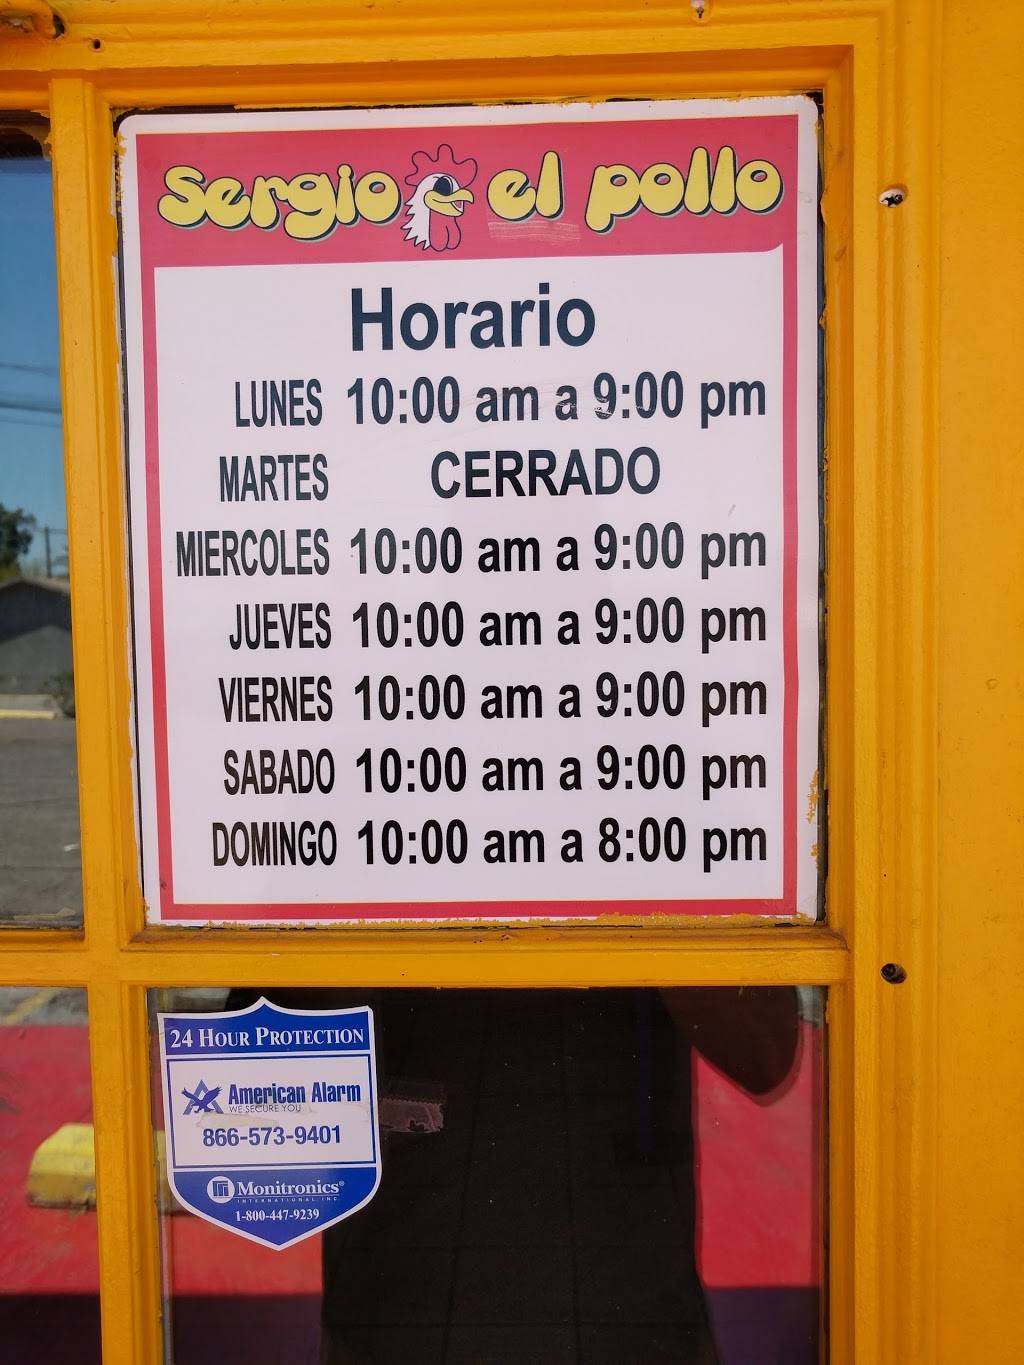 sergio el pollo
Horario
LUNES 10:00 am a 9:00 pm
MARTES CERRADO
MIERCOLES 10:00 am a 9:00 pm
JUEVES 10:00 am a 9:00 pm
VIERNES 10:00 am a 9:00 pm
SABADO 10:00 am a 9:00 pm
DOMINGO 10:00 am a 8:00 pm
24 HOUR PROTECTION
American Alarm
WE SECURE YOU
866-573-9401
Monitronics®
INTERNATIONAL, INC.
1-800-447-9239